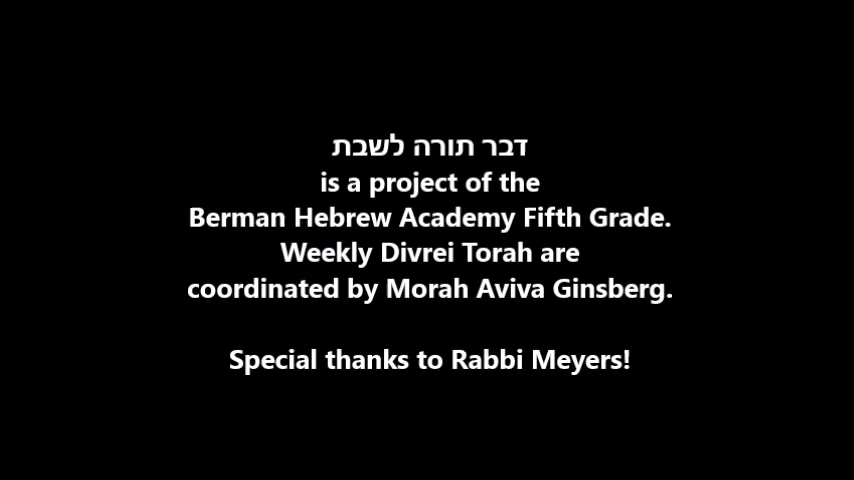 דבר תורה לשבת
is a project of the
Berman Hebrew Academy Fifth Grade.
Weekly Divrei Torah are
coordinated by Morah Aviva Ginsberg.
Special thanks to Rabbi Meyers!